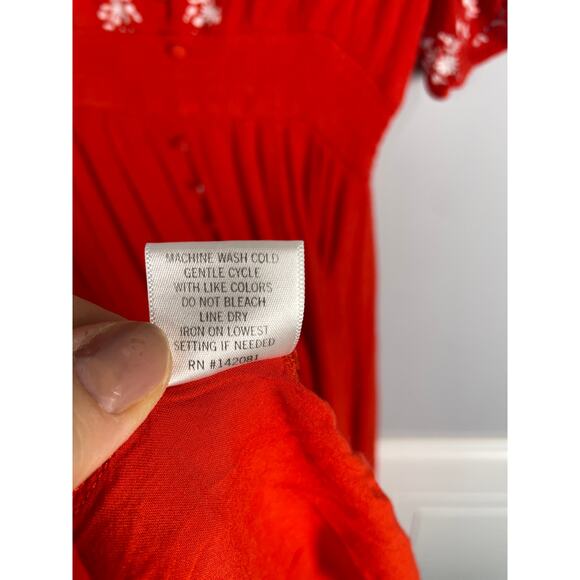 MACHINE WASH COLD
GENTLE CYCLE
WITH LIKE COLORS
DO NOT BLEACH
LINE DRY
IRON ON LOWEST
SETTING IF NEEDED
RN #142081